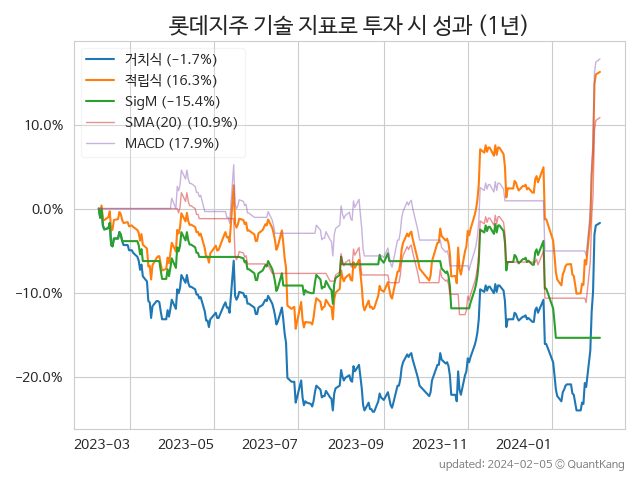 롯데지주 기술 지표로 투자 시 성과 (1년)
거치식 (-1.7%)
적립식 (16.3%)
SigM (-15.4%)
SMA(20) (10.9%)
MACD (17.9%)
10.0%
0.0%
-10.0%
-20.0%
2023-03 2023-05 2023-07 2023-09 2023-11 2024-01
updated: 2024-02-05 © QuantKang